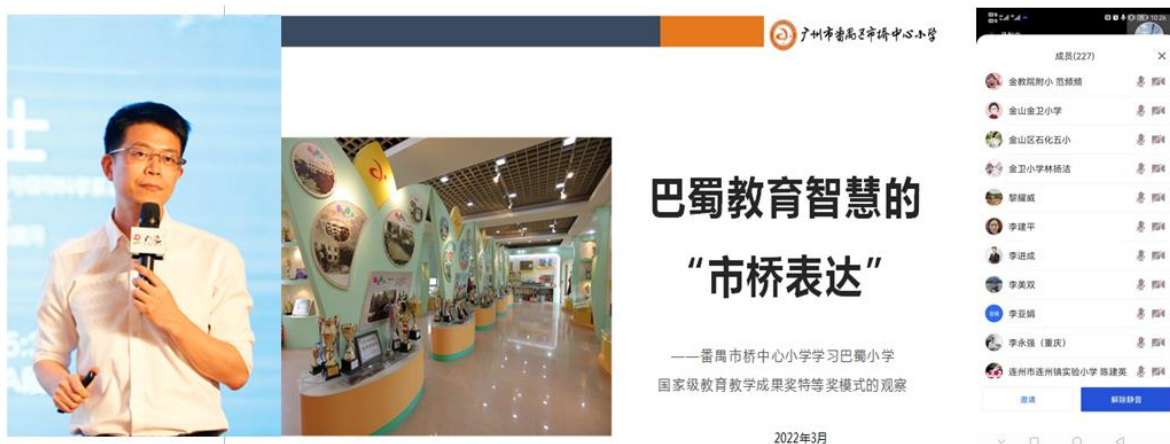 广州市番禺区市桥中心小学
巴蜀教育智慧的
“市桥表达”
——番禺市桥中心小学学习巴蜀小学
国家级教育教学成果奖特等奖模式的观察
2022年3月
10:26
成员(227)
金教院附小 范频频
金山金卫小学
金山区石化五小
金卫小学林扬洁
黎耀威
李建平
李进成
李美双
李亚娟
李永强（重庆）
连州市连州镇实验小学 陈建英
邀请
解除静音